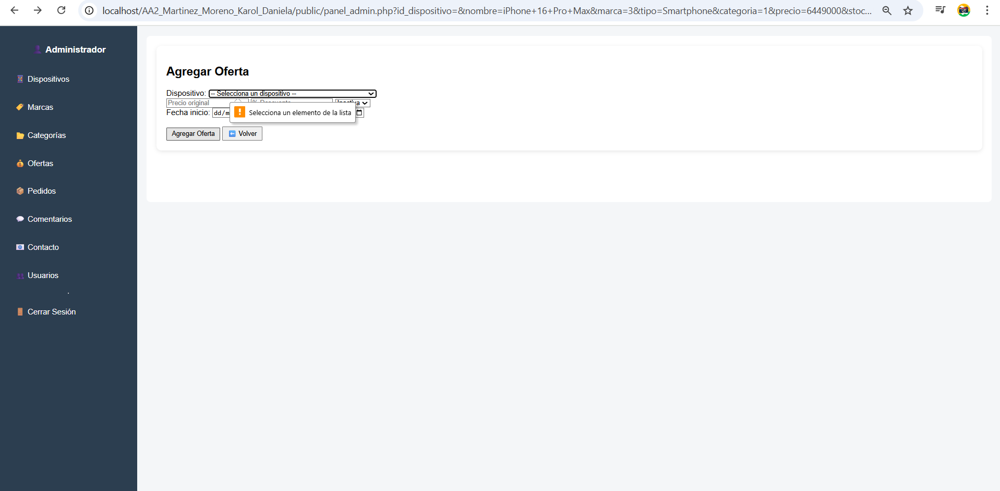 localhost/AA2_Martinez_Moreno_Karol_Daniela/public/panel_admin.php?id_dispositivo=&nombre=iPhone+16+Pro+Max&marca=3&tipo=Smartphone&categoria=1&precio=6449000&stoc...
Administrador
Dispositivos
Marcas
Categorías
Ofertas
Pedidos
Comentarios
Contacto
Usuarios
Cerrar Sesión
Agregar Oferta
Dispositivo: -- Selecciona un dispositivo --
Precio original % Descuento
Fecha inicio: dd/m
Selecciona un elemento de la lista
Agregar Oferta Volver